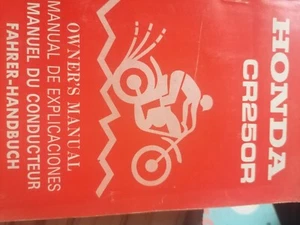 HONDA
CR250R
OWNER'S MANUAL
MANUAL DE EXPLICACIONES
MANUEL DU CONDUCTEUR
FAHRER-HANDBUCH